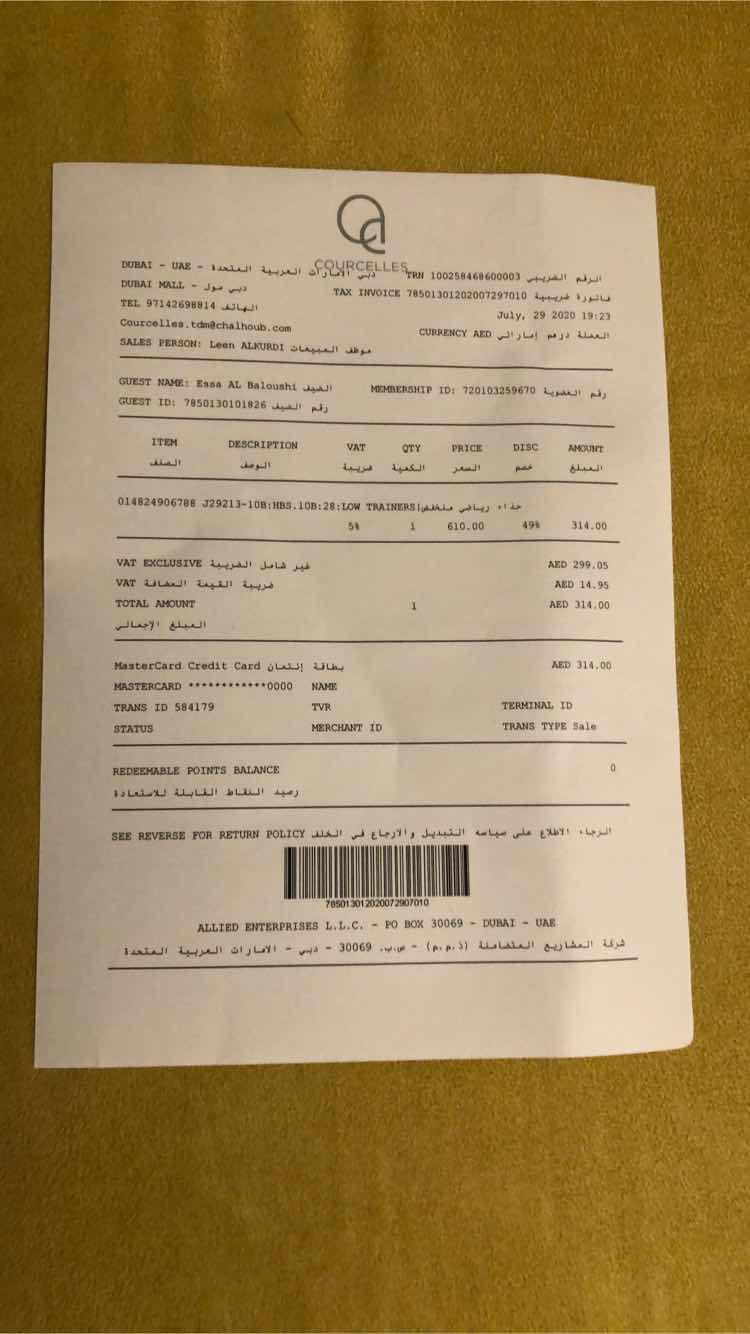 COURCELLES
DUBAI - UAE - دبي الامارات العربية المتحدة
TRN 100258468600003 الرقم الضريبي
DUBAI MALL - دبي مول
TAX INVOICE 78501301202007297010 فاتورة ضريبية
TEL 97142698814 الهاتف
July, 29 2020 19:23
Courcelles.tdm@chalhoub.com
CURRENCY AED العملة درهم إماراتي
SALES PERSON: Leen ALKURDI موظف المبيعات
GUEST NAME: Essa AL Baloushi الضيف
MEMBERSHIP ID: 720103259670 رقم العضوية
GUEST ID: 7850130101826 رقم الضيف
ITEM DESCRIPTION VAT QTY PRICE DISC AMOUNT
الصنف الوصف ضريبة الكمية السعر خصم المبلغ
014824906788 J29213-10B:HBS.10B:28:LOW TRAINERS|حذاء رياضي منخفض
5% 1 610.00 49% 314.00
VAT EXCLUSIVE غير شامل الضريبة AED 299.05
VAT ضريبة القيمة المضافة AED 14.95
TOTAL AMOUNT 1 AED 314.00
المبلغ الإجمالي
MasterCard Credit Card بطاقة إئتمان AED 314.00
MASTERCARD ************0000 NAME
TRANS ID 584179 TVR TERMINAL ID
STATUS MERCHANT ID TRANS TYPE Sale
REDEEMABLE POINTS BALANCE 0
رصيد النقاط القابلة للاستعادة
SEE REVERSE FOR RETURN POLICY الرجاء الاطلاع على سياسه التبديل والارجاع في الخلف
785013012020072907010
ALLIED ENTERPRISES L.L.C. - PO BOX 30069 - DUBAI - UAE
شركة المشاريع المتضامنة (ذ.م.م) - ص.ب. 30069 - دبي - الامارات العربية المتحدة